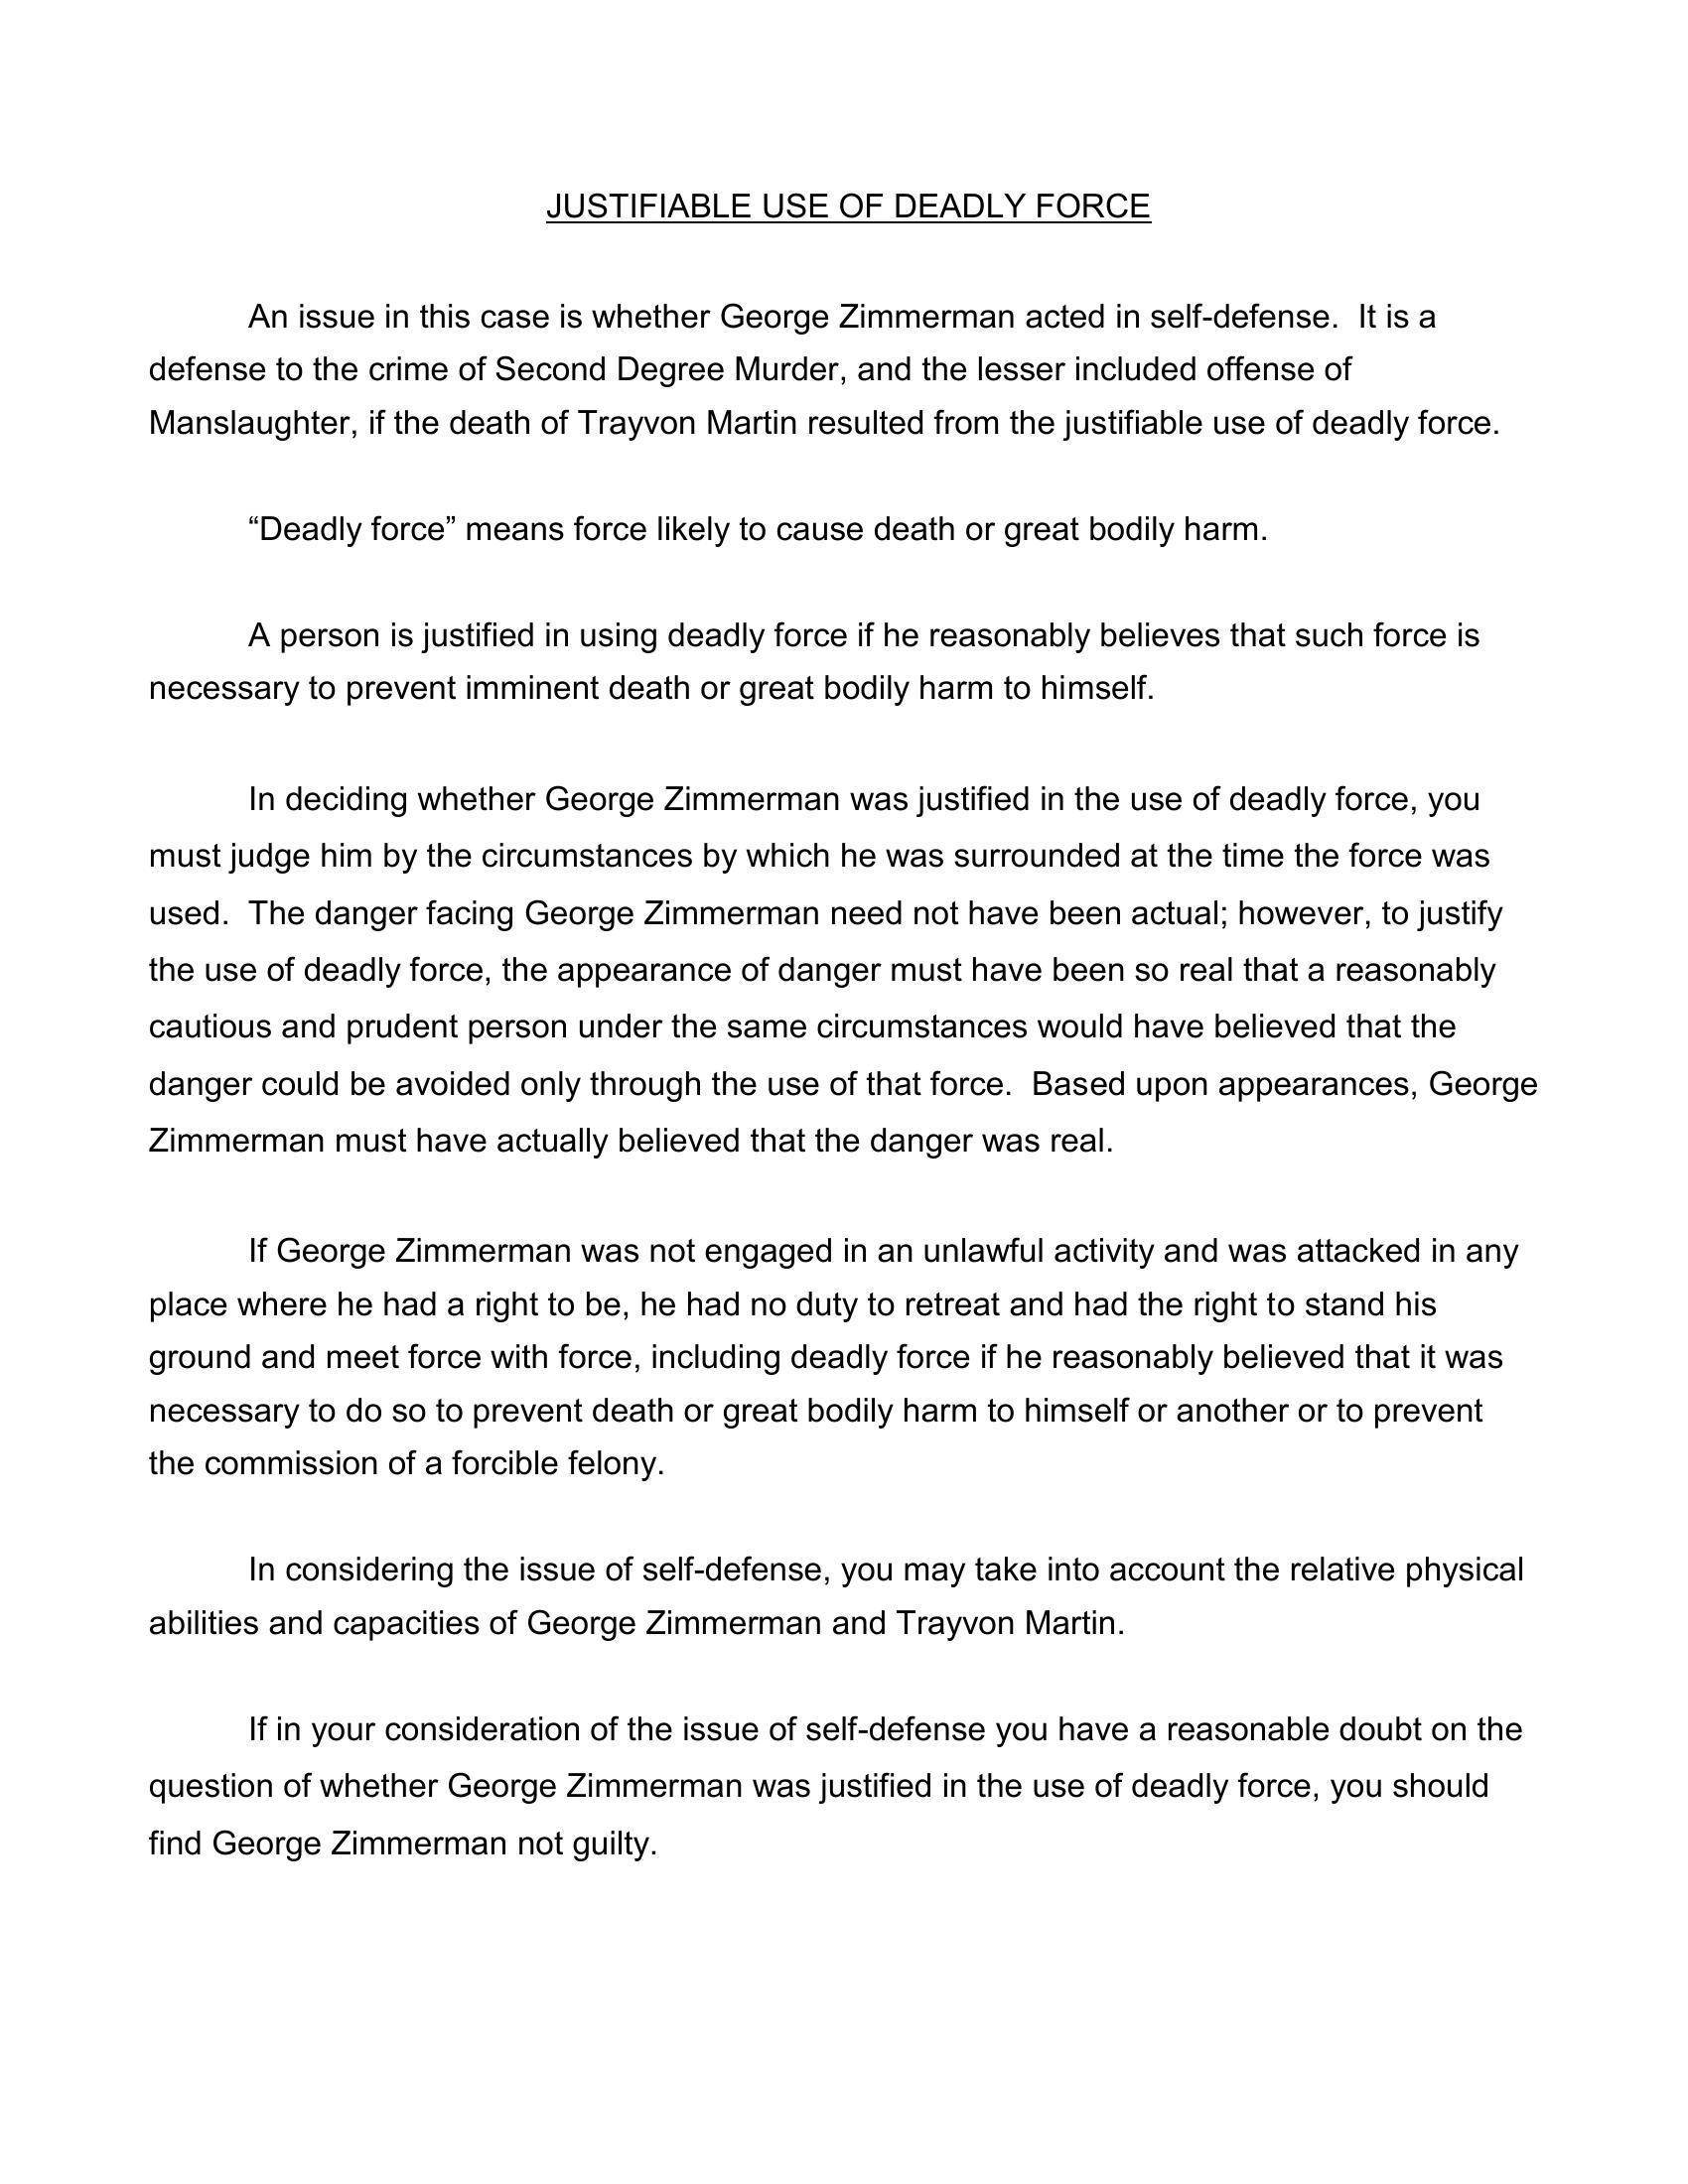 JUSTIFIABLE USE OF DEADLY FORCE
An issue in this case is whether George Zimmerman acted in self-defense.  It is a
defense to the crime of Second Degree Murder, and the lesser included offense of
Manslaughter, if the death of Trayvon Martin resulted from the justifiable use of deadly force.
“Deadly force” means force likely to cause death or great bodily harm.
A person is justified in using deadly force if he reasonably believes that such force is
necessary to prevent imminent death or great bodily harm to himself.
In deciding whether George Zimmerman was justified in the use of deadly force, you
must judge him by the circumstances by which he was surrounded at the time the force was
used.  The danger facing George Zimmerman need not have been actual; however, to justify
the use of deadly force, the appearance of danger must have been so real that a reasonably
cautious and prudent person under the same circumstances would have believed that the
danger could be avoided only through the use of that force.  Based upon appearances, George
Zimmerman must have actually believed that the danger was real.
If George Zimmerman was not engaged in an unlawful activity and was attacked in any
place where he had a right to be, he had no duty to retreat and had the right to stand his
ground and meet force with force, including deadly force if he reasonably believed that it was
necessary to do so to prevent death or great bodily harm to himself or another or to prevent
the commission of a forcible felony.
In considering the issue of self-defense, you may take into account the relative physical
abilities and capacities of George Zimmerman and Trayvon Martin.
If in your consideration of the issue of self-defense you have a reasonable doubt on the
question of whether George Zimmerman was justified in the use of deadly force, you should
find George Zimmerman not guilty.